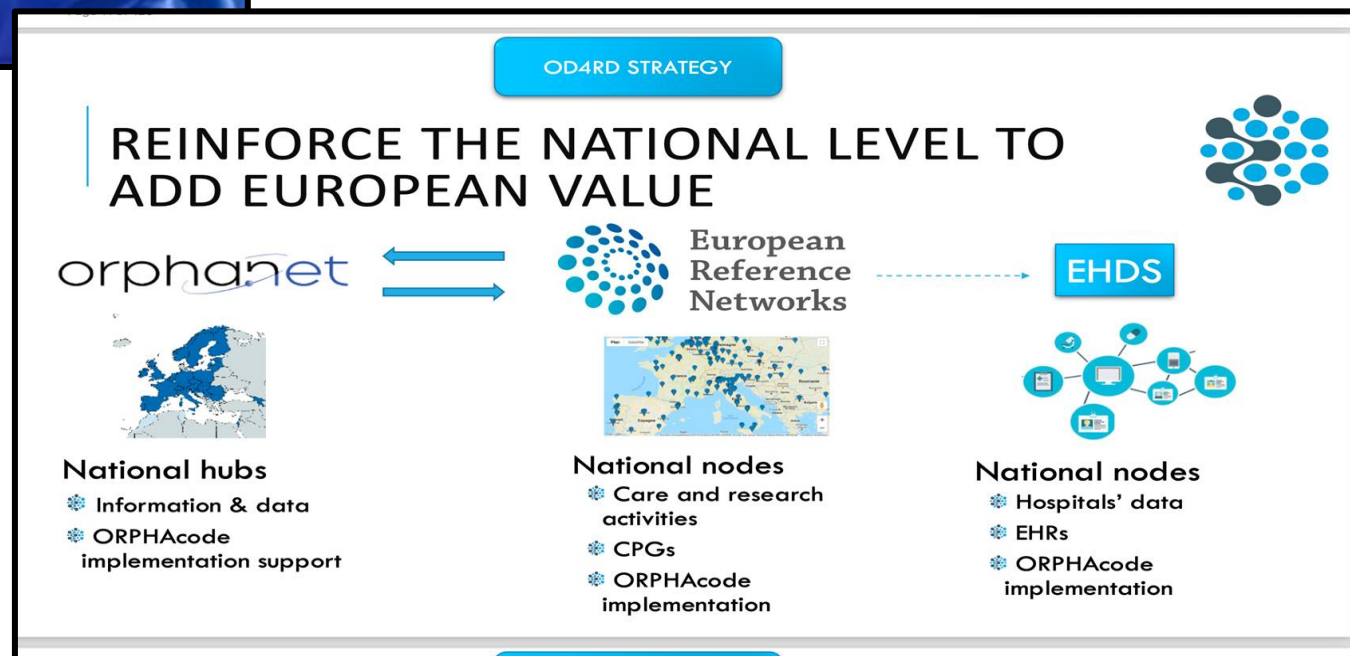 OD4RD STRATEGY
REINFORCE THE NATIONAL LEVEL TO
ADD EUROPEAN VALUE
orphanet
European
Reference
Networks
EHDS
National hubs
Information & data
ORPHAcode
implementation support
National nodes
Care and research
activities
CPGs
ORPHAcode
implementation
National nodes
Hospitals’ data
EHRs
ORPHAcode
implementation